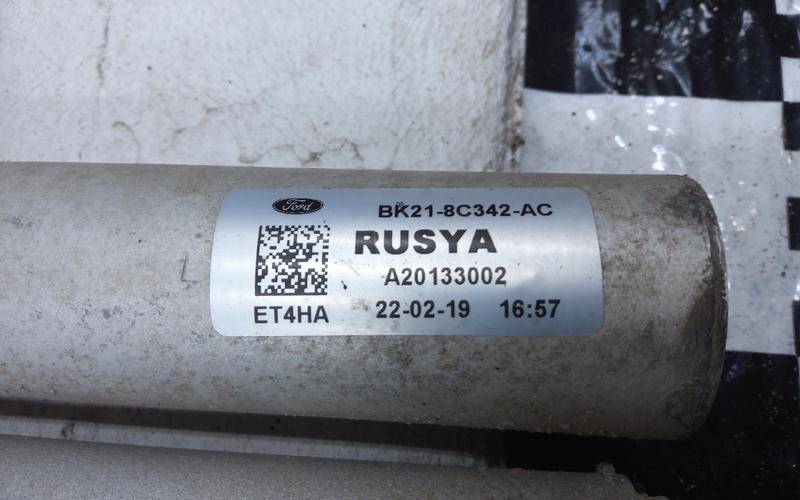 Ford
BK21-8C342-AC
RUSYA
A20133002
ET4HA 22-02-19 16:57